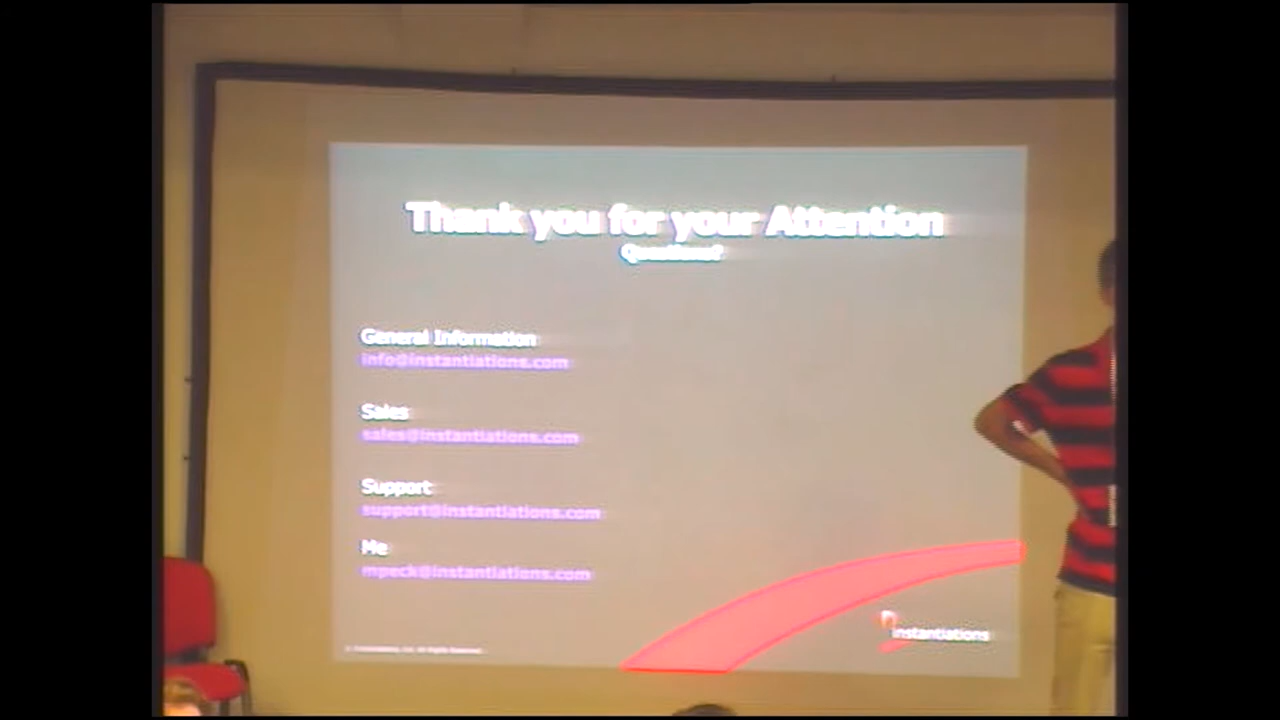 Thank you for your Attention
Questions?
General Information
info@instantiations.com
Sales
sales@instantiations.com
Support
support@instantiations.com
Me
mpeck@instantiations.com
instantiations